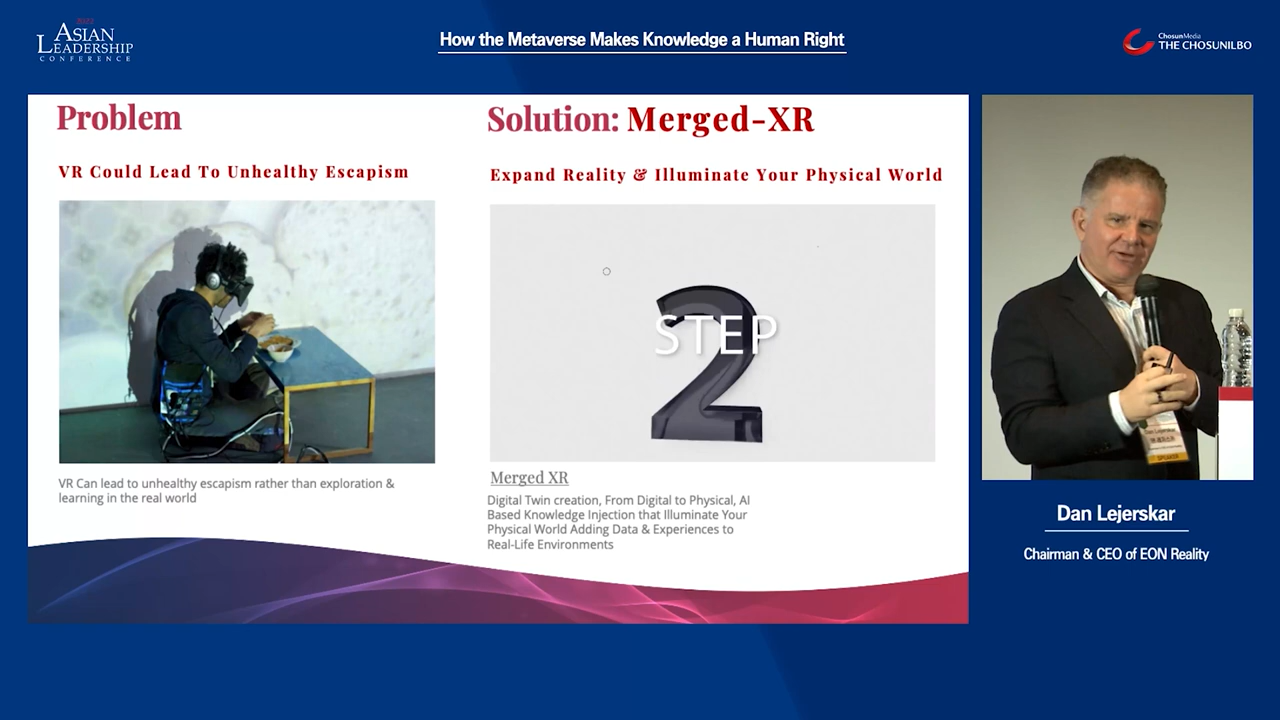 2022
ASIAN
LEADERSHIP
CONFERENCE
How the Metaverse Makes Knowledge a Human Right
ChosunMedia
THE CHOSUNILBO
Problem
VR Could Lead To Unhealthy Escapism
VR Can lead to unhealthy escapism rather than exploration &
learning in the real world
Solution: Merged-XR
Expand Reality & Illuminate Your Physical World
STEP
2
Merged XR
Digital Twin creation, From Digital to Physical, AI
Based Knowledge Injection that Illuminate Your
Physical World Adding Data & Experiences to
Real-Life Environments
Dan Lejerskar
SPEAKER
Dan Lejerskar
Chairman & CEO of EON Reality